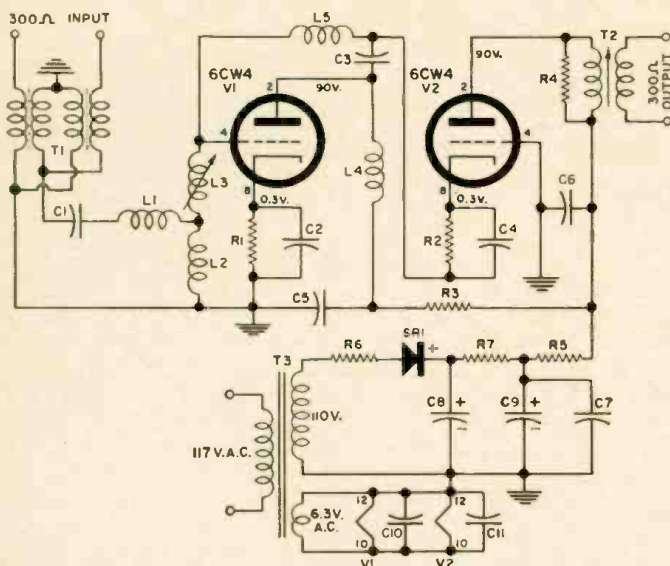 300Ω INPUT
T1
C1
L1
L2
L3
L5
C3
6CW4
V1
2
90V.
4
8
0.3V.
R1
C2
L4
C5
6CW4
V2
90V.
2
4
8
0.3V.
R2
C4
R3
R4
T2
300Ω
OUTPUT
C6
T3
117 V.A.C.
110V.
R6
SR1
+
R7
R5
C8
+
–
C9
+
–
C7
6.3V.
A.C.
12
10
V1
C10
12
10
V2
C11